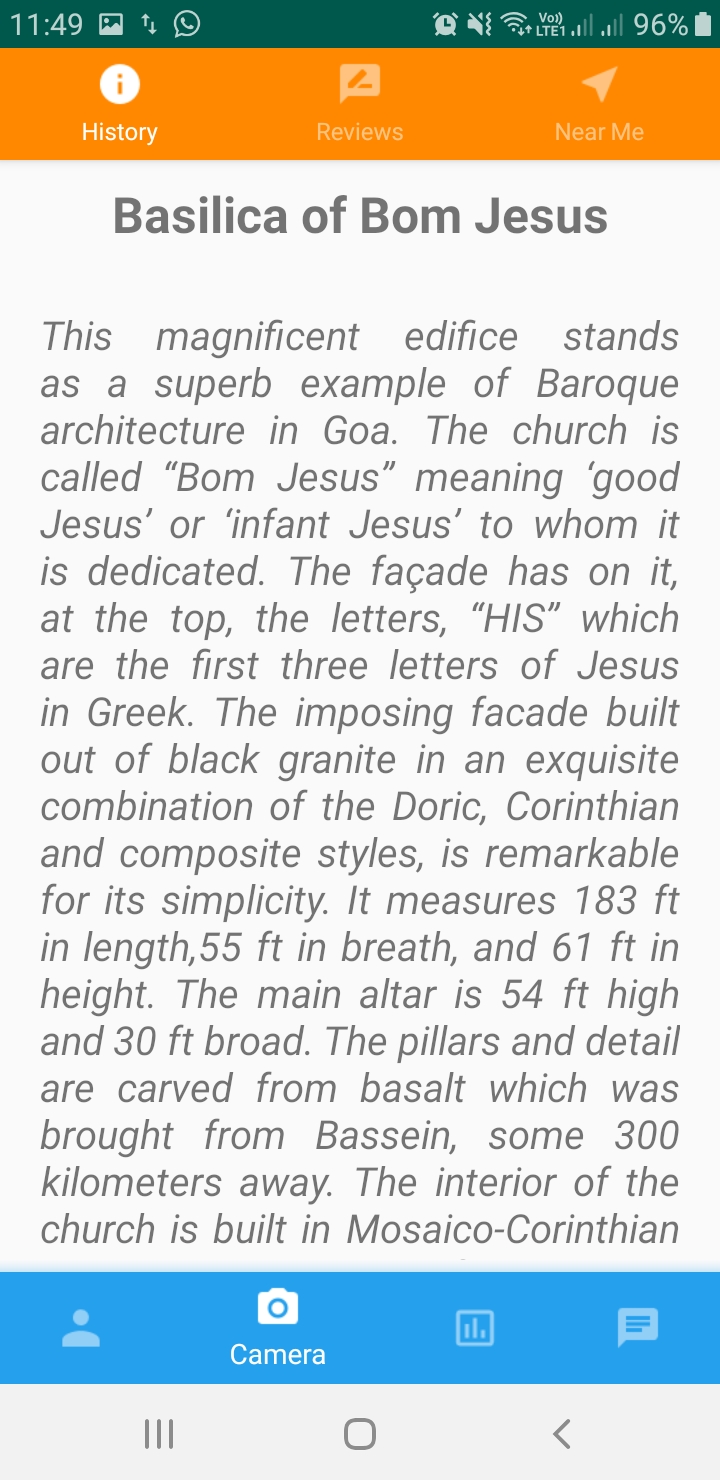 11:49 Vo)) LTE1 96%
History Reviews Near Me
Basilica of Bom Jesus
This magnificent edifice stands
as a superb example of Baroque
architecture in Goa. The church is
called “Bom Jesus” meaning ‘good
Jesus’ or ‘infant Jesus’ to whom it
is dedicated. The façade has on it,
at the top, the letters, “HIS” which
are the first three letters of Jesus
in Greek. The imposing facade built
out of black granite in an exquisite
combination of the Doric, Corinthian
and composite styles, is remarkable
for its simplicity. It measures 183 ft
in length,55 ft in breath, and 61 ft in
height. The main altar is 54 ft high
and 30 ft broad. The pillars and detail
are carved from basalt which was
brought from Bassein, some 300
kilometers away. The interior of the
church is built in Mosaico-Corinthian
Camera